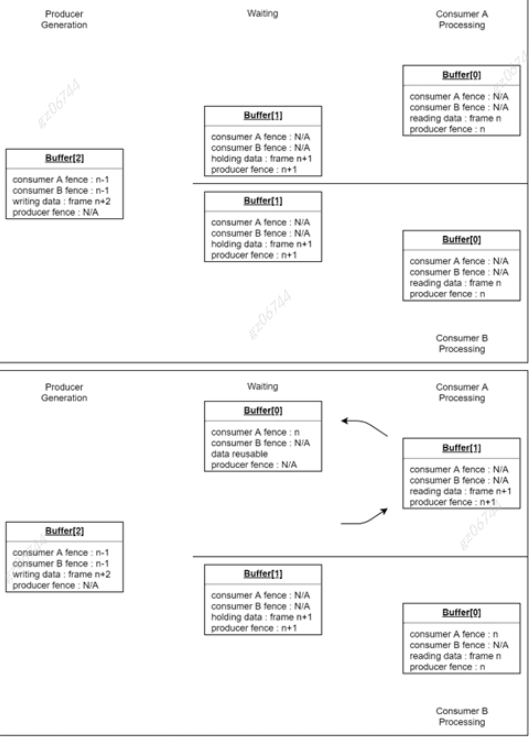 Producer
Generation
Waiting
Consumer A
Processing
Buffer[0]
consumer A fence : N/A
consumer B fence : N/A
reading data : frame n
producer fence : n
Buffer[1]
consumer A fence : N/A
consumer B fence : N/A
holding data : frame n+1
producer fence : n+1
Buffer[2]
consumer A fence : n-1
consumer B fence : n-1
writing data : frame n+2
producer fence : N/A
Buffer[1]
consumer A fence : N/A
consumer B fence : N/A
holding data : frame n+1
producer fence : n+1
Buffer[0]
consumer A fence : N/A
consumer B fence : N/A
reading data : frame n
producer fence : n
Consumer B
Processing
gz06744
gz06744
gz06744
Producer
Generation
Waiting
Consumer A
Processing
Buffer[0]
consumer A fence : n
consumer B fence : N/A
data reusable
producer fence : N/A
Buffer[1]
consumer A fence : N/A
consumer B fence : N/A
reading data : frame n+1
producer fence : n+1
Buffer[2]
consumer A fence : n-1
consumer B fence : n-1
writing data : frame n+2
producer fence : N/A
Buffer[1]
consumer A fence : N/A
consumer B fence : N/A
holding data : frame n+1
producer fence : n+1
Buffer[0]
consumer A fence : n
consumer B fence : N/A
reading data : frame n
producer fence : n
Consumer B
Processing
gz06744
gz06744